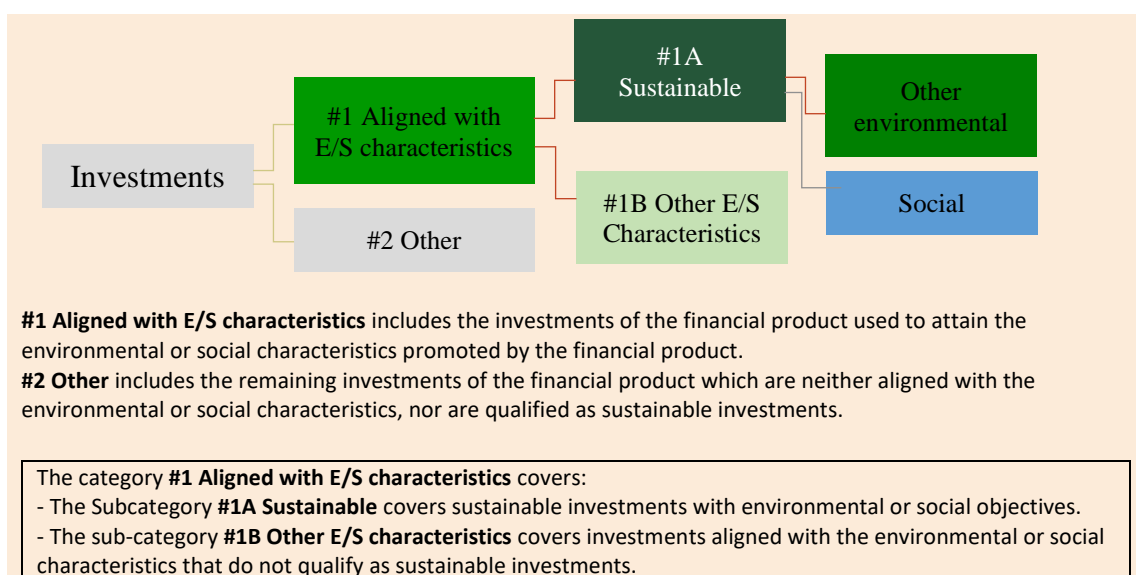 #1A
Sustainable
Other
environmental
#1 Aligned with
E/S characteristics
Investments
#1B Other E/S
Characteristics
Social
#2 Other
#1 Aligned with E/S characteristics includes the investments of the financial product used to attain the
environmental or social characteristics promoted by the financial product.
#2 Other includes the remaining investments of the financial product which are neither aligned with the
environmental or social characteristics, nor are qualified as sustainable investments.
The category #1 Aligned with E/S characteristics covers:
- The Subcategory #1A Sustainable covers sustainable investments with environmental or social objectives.
- The sub-category #1B Other E/S characteristics covers investments aligned with the environmental or social
characteristics that do not qualify as sustainable investments.